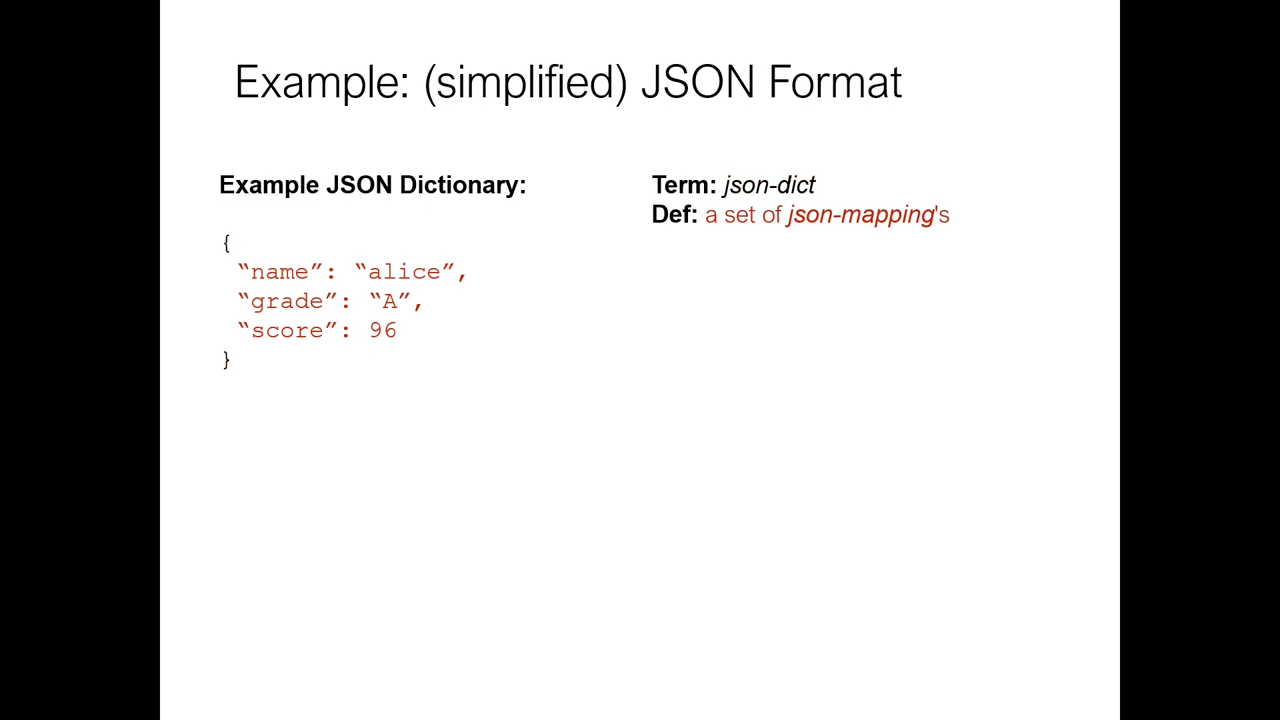 Example: (simplified) JSON Format
Example JSON Dictionary:
{
“name”: “alice”,
“grade”: “A”,
“score”: 96
}
Term: json-dict
Def: a set of json-mapping's